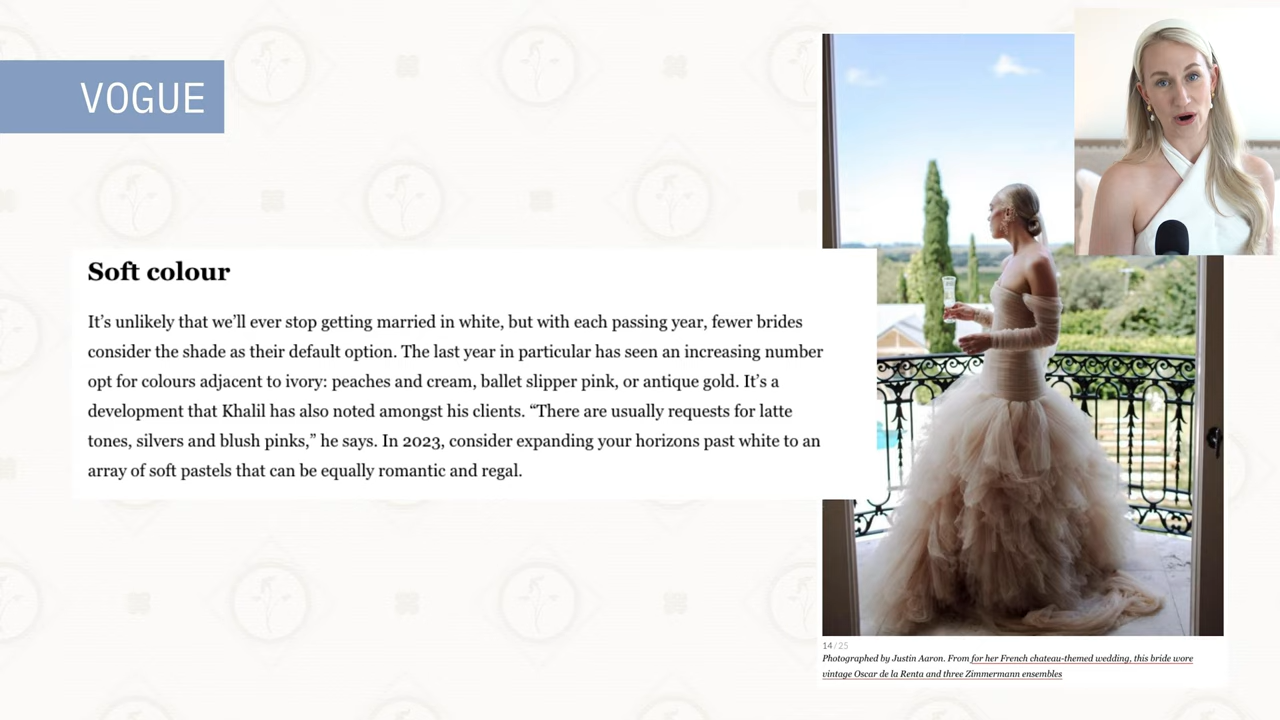 VOGUE
Soft colour
It’s unlikely that we’ll ever stop getting married in white, but with each passing year, fewer brides
consider the shade as their default option. The last year in particular has seen an increasing number
opt for colours adjacent to ivory: peaches and cream, ballet slipper pink, or antique gold. It’s a
development that Khalil has also noted amongst his clients. “There are usually requests for latte
tones, silvers and blush pinks,” he says. In 2023, consider expanding your horizons past white to an
array of soft pastels that can be equally romantic and regal.
14/25
Photographed by Justin Aaron. From for her French chateau-themed wedding, this bride wore
vintage Oscar de la Renta and three Zimmermann ensembles